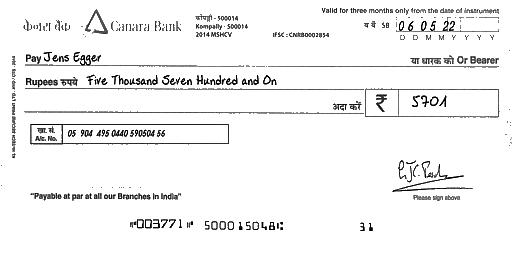 केनरा बैंक Canara Bank
कोंपल्ली - 500014
Kompally - 500014
2014 MSHCV
IFSC : CNRB0002854
Valid for three months only from the date of instrument
SB 06 05 22
D D M M Y Y Y Y
Pay Jens Egger या धारक को Or Bearer
Rupees रुपये Five Thousand Seven Hundred and On
अदा करें ₹ 5701
खा. सं.
A/c. No. 05 904 495 0440 590504 56
"Payable at par at all our Branches in India"
Please sign above
⑈003771⑈ 500015048⑆ 31